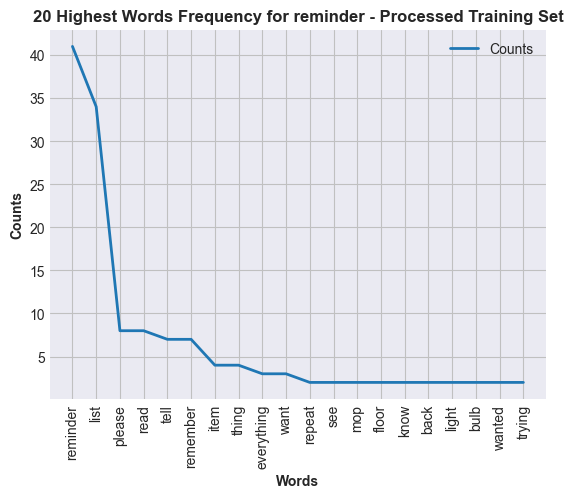 20 Highest Words Frequency for reminder - Processed Training Set
Counts
40
35
30
25
20
15
10
5
Counts
reminder
list
please
read
tell
remember
item
thing
everything
want
repeat
see
mop
floor
know
back
light
bulb
wanted
trying
Words